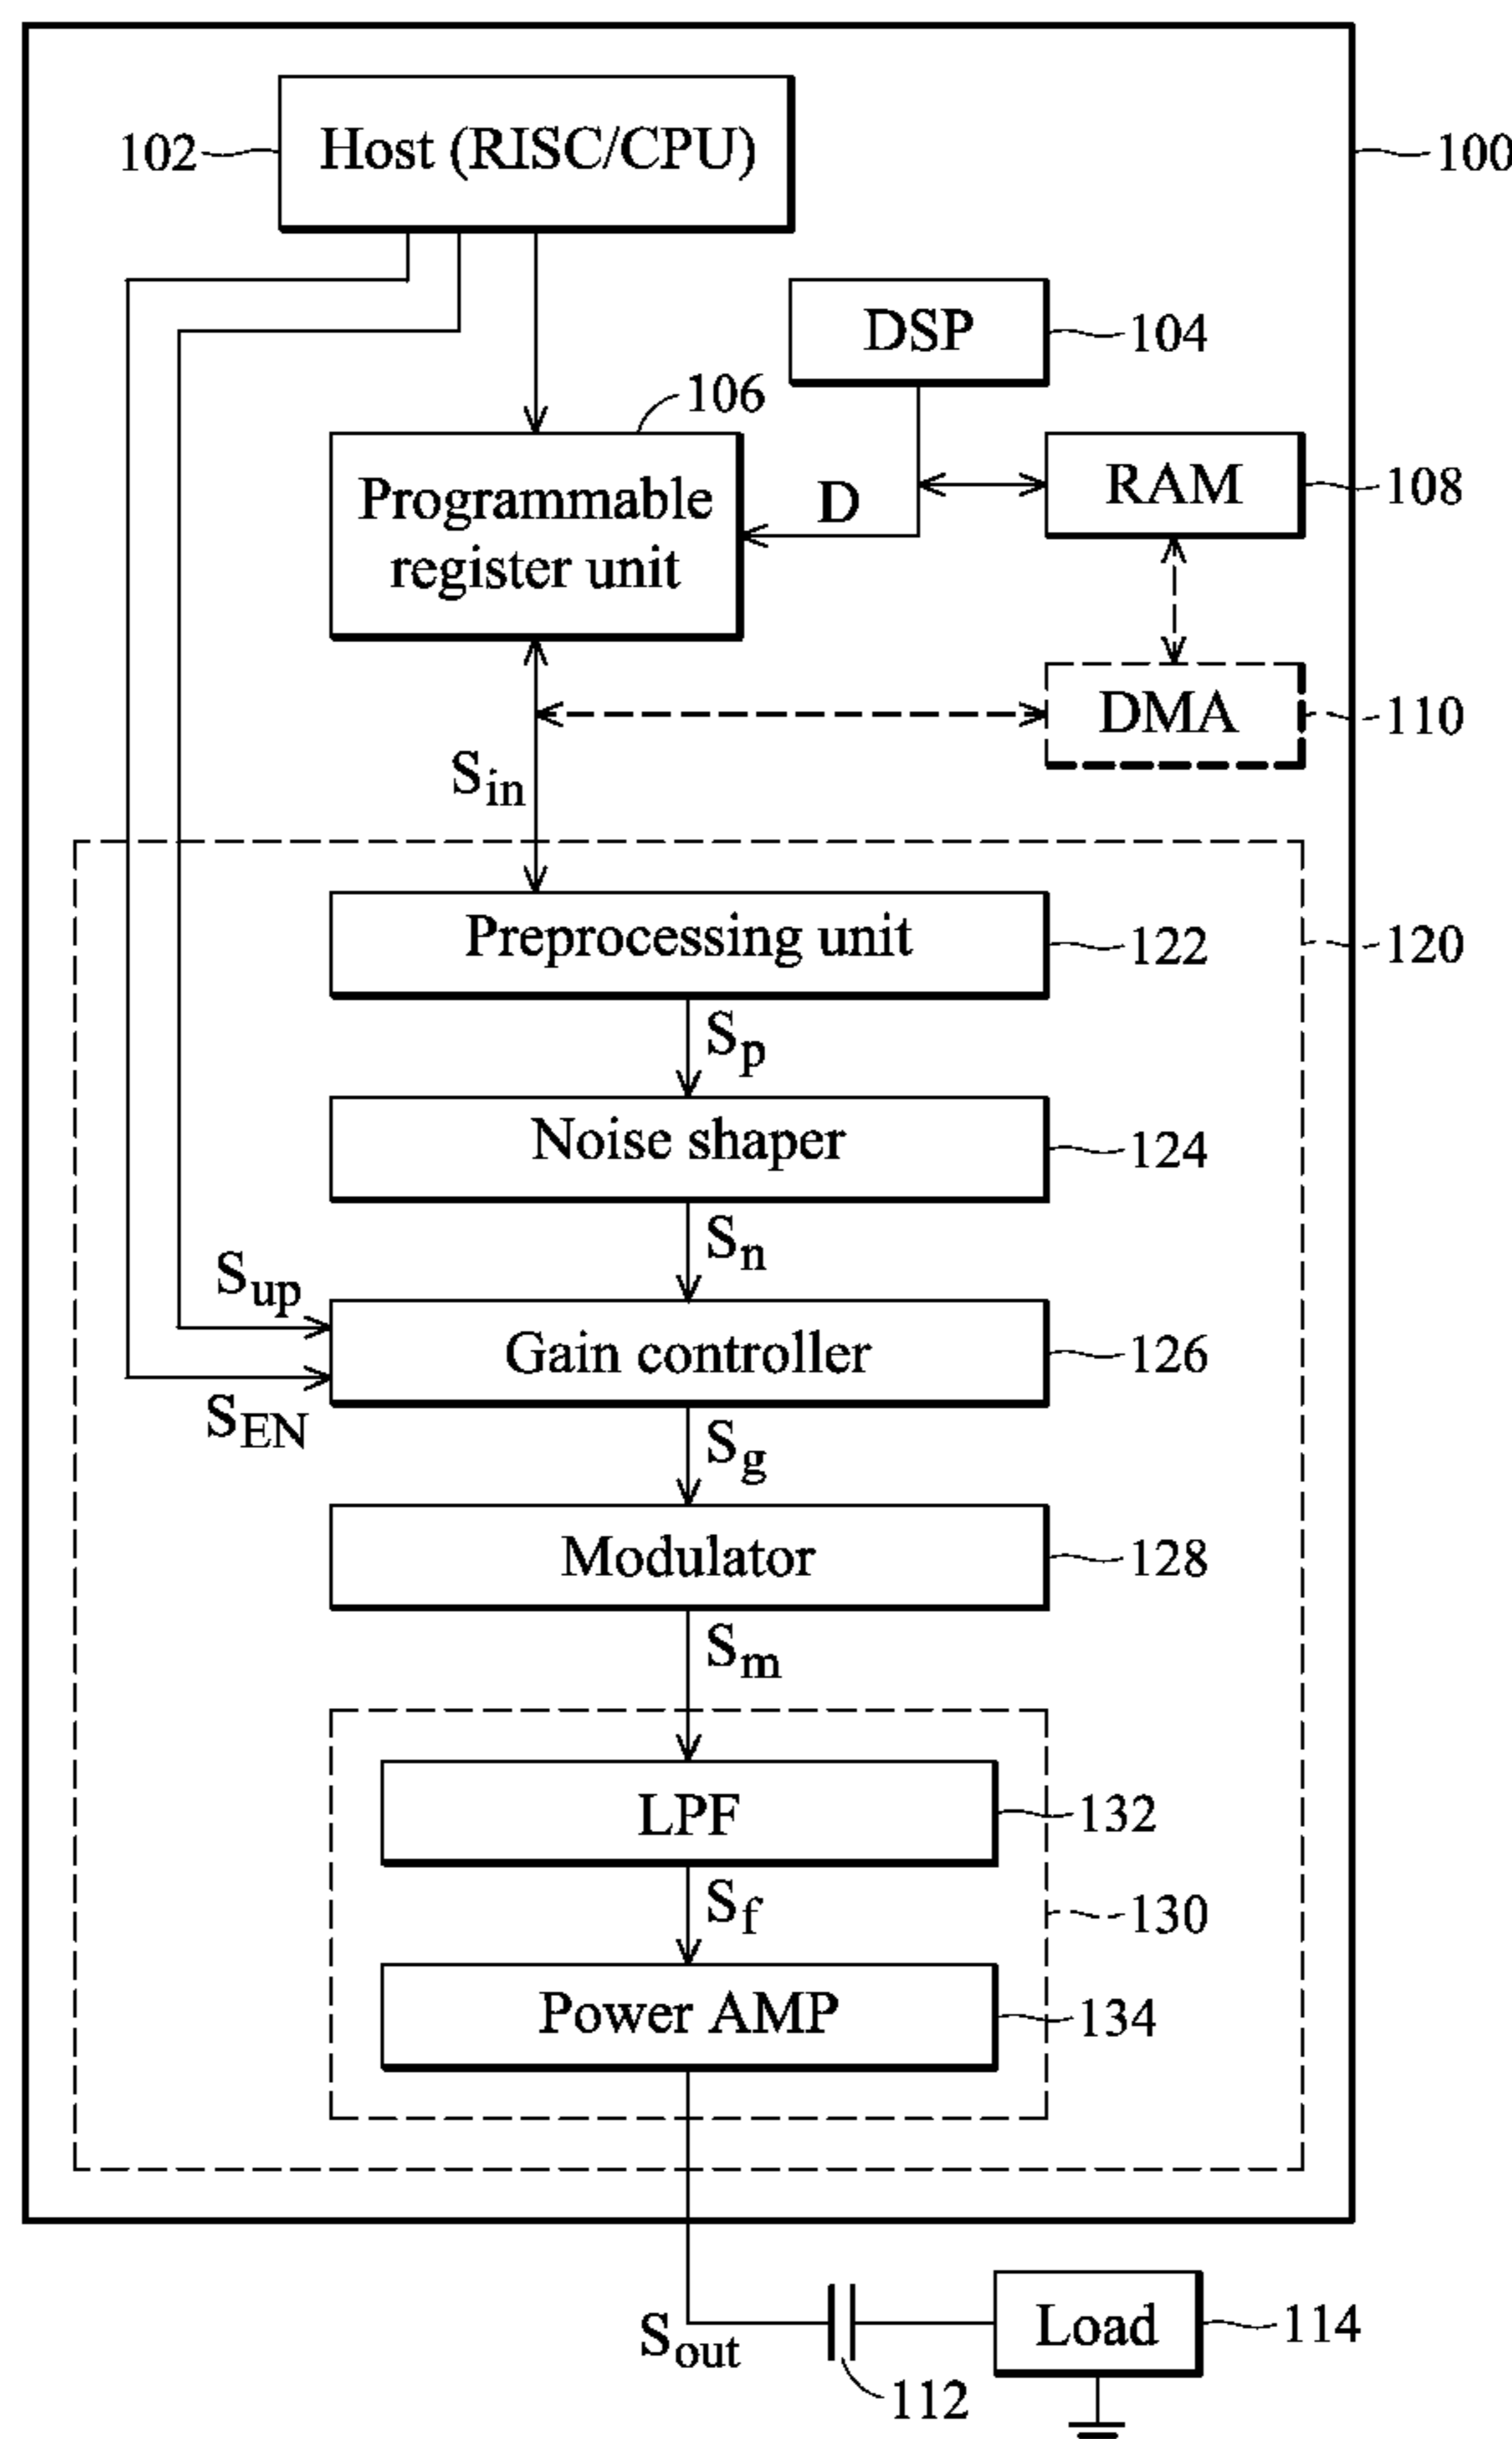 Host (RISC/CPU)
102
100
DSP
104
106
Programmable
register unit
D
RAM
108
DMA
110
Sin
Preprocessing unit
122
120
Sp
Noise shaper
124
Sn
Sup
Gain controller
126
SEN
Sg
Modulator
128
Sm
LPF
132
Sf
130
Power AMP
134
Sout
112
Load
114